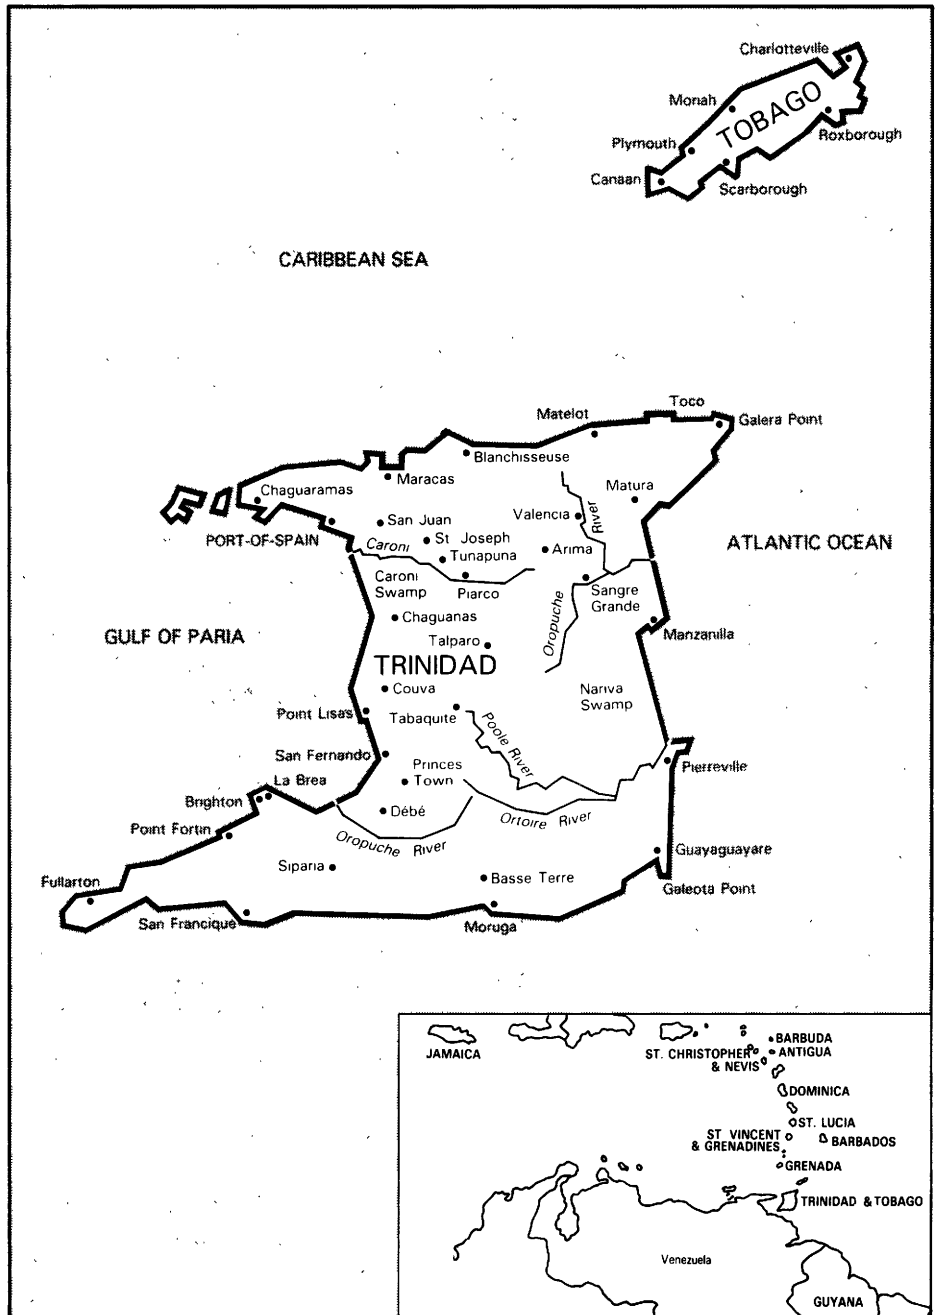 Charlotteville
Moriah
TOBAGO
Roxborough
Plymouth
Canaan
Scarborough
CARIBBEAN SEA
Toco
Matelot
Galera Point
Blanchisseuse
Maracas
Chaguaramas
Matura
Valencia
River
San Juan
PORT-OF-SPAIN
St Joseph
Caroni
Tunapuna
Arima
ATLANTIC OCEAN
Caroni
Swamp
Piarco
Sangre
Grande
Oropuche
Chaguanas
Manzanilla
GULF OF PARIA
Talparo
TRINIDAD
Couva
Nariva
Swamp
Point Lisas
Tabaquite
Poole River
San Fernando
Princes
Town
Pierreville
La Brea
Brighton
Débé
Ortoire River
Point Fortin
Oropuche River
Guayaguayare
Siparia
Basse Terre
Fullarton
Galeota Point
San Francique
Moruga
JAMAICA
BARBUDA
ANTIGUA
ST. CHRISTOPHER
& NEVIS
DOMINICA
ST. LUCIA
ST VINCENT
& GRENADINES
BARBADOS
GRENADA
TRINIDAD & TOBAGO
Venezuela
GUYANA